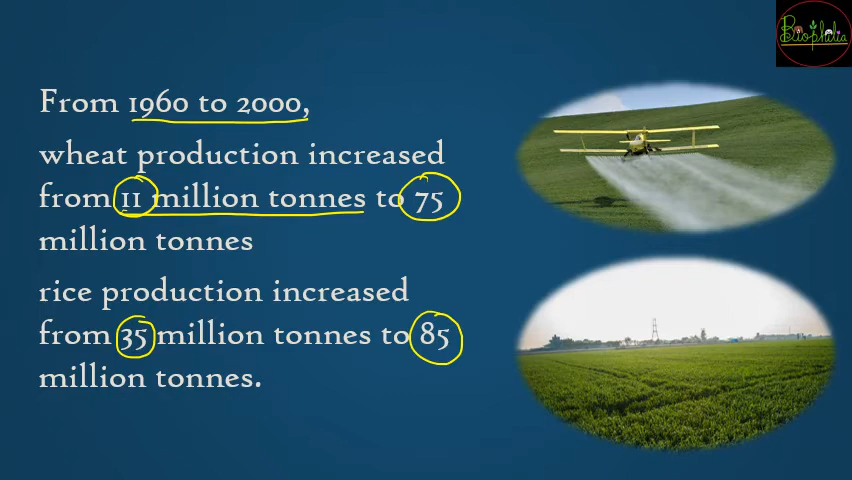 Biophilia
From 1960 to 2000,
wheat production increased
from 11 million tonnes to 75
million tonnes
rice production increased
from 35 million tonnes to 85
million tonnes.